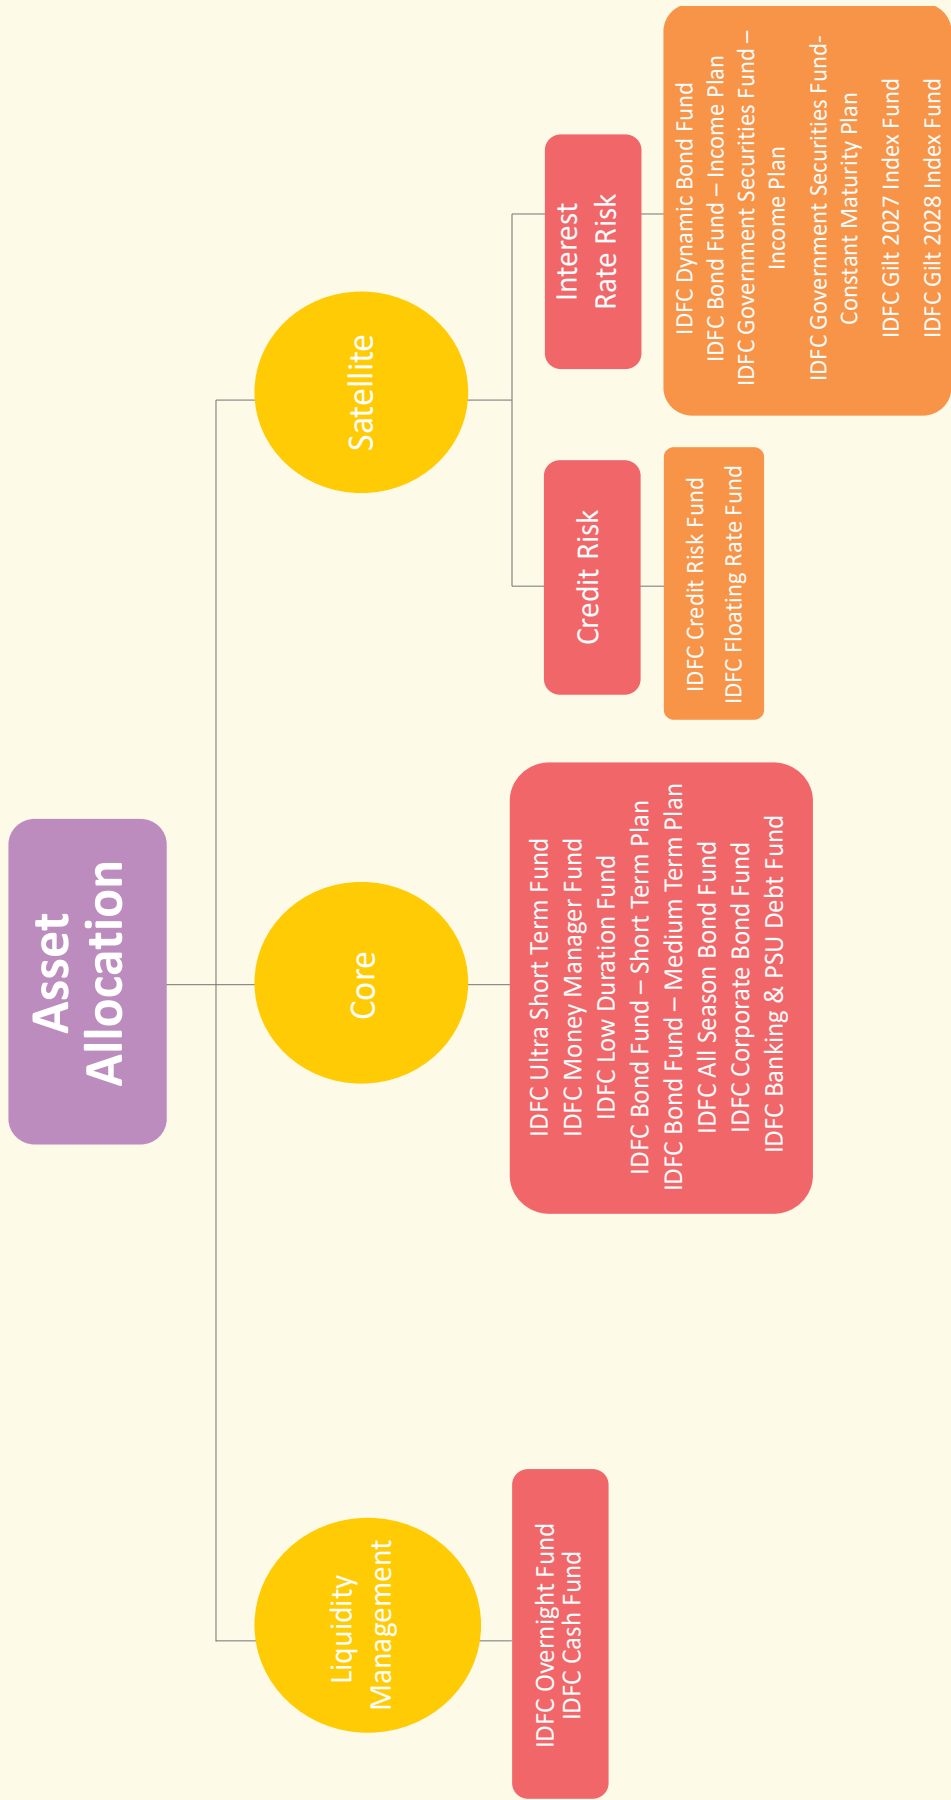 Asset
Allocation
Liquidity
Management
Core
Satellite
IDFC Overnight Fund
IDFC Cash Fund
IDFC Ultra Short Term Fund
IDFC Money Manager Fund
IDFC Low Duration Fund
IDFC Bond Fund – Short Term Plan
IDFC Bond Fund – Medium Term Plan
IDFC All Season Bond Fund
IDFC Corporate Bond Fund
IDFC Banking & PSU Debt Fund
Credit Risk
Interest
Rate Risk
IDFC Credit Risk Fund
IDFC Floating Rate Fund
IDFC Dynamic Bond Fund
IDFC Bond Fund – Income Plan
IDFC Government Securities Fund –
Income Plan
IDFC Government Securities Fund-
Constant Maturity Plan
IDFC Gilt 2027 Index Fund
IDFC Gilt 2028 Index Fund